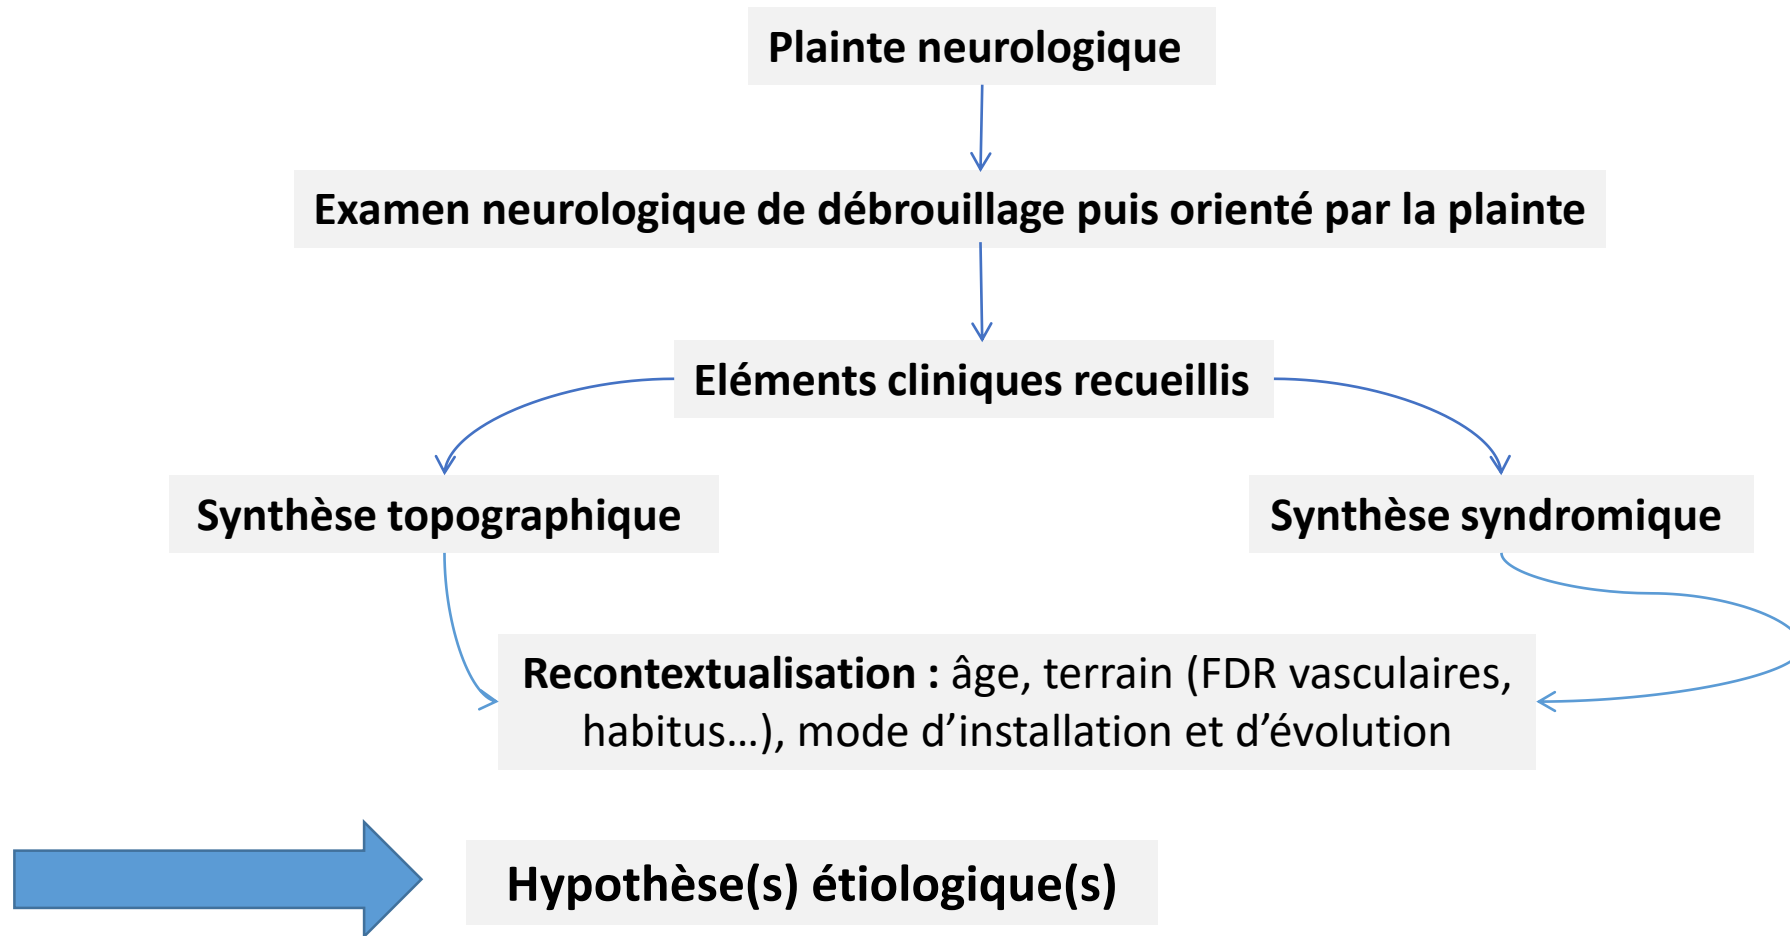 Plainte neurologique
Examen neurologique de débrouillage puis orienté par la plainte
Eléments cliniques recueillis
Synthèse topographique
Synthèse syndromique
Recontextualisation : âge, terrain (FDR vasculaires,
habitus…), mode d’installation et d’évolution
Hypothèse(s) étiologique(s)